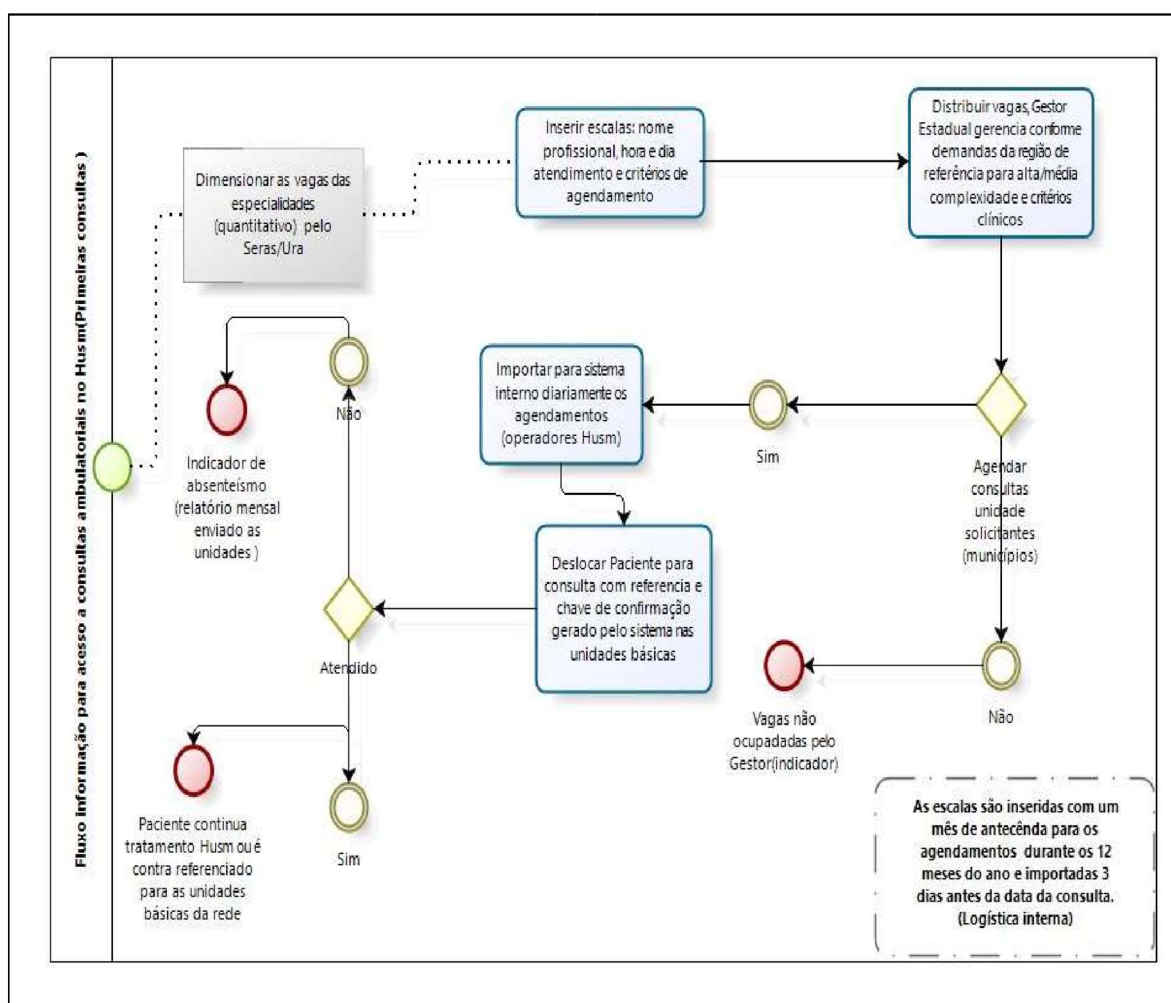 Fluxo informação para acesso a consultas ambulatoriais no Husm(Primeiras consultas )
Dimensionar as vagas das
especialidades
(quantitativo) pelo
Seras/Ura
Inserir escalas: nome
profissional, hora e dia
atendimento e critérios de
agendamento
Distribuir vagas, Gestor
Estadual gerencia conforme
demandas da região de
referência para alta/média
complexidade e critérios
clínicos
Agendar
consultas
unidade
solicitantes
(municípios)
Sim
Importar para sistema
interno diariamente os
agendamentos
(operadores Husm)
Não
Vagas não
ocupadadas pelo
Gestor(indicador)
Deslocar Paciente para
consulta com referencia e
chave de confirmação
gerado pelo sistema nas
unidades básicas
Atendido
Não
Indicador de
absenteísmo
(relatório mensal
enviado as
unidades )
Sim
Paciente continua
tratamento Husm ou é
contra referenciado
para as unidades
básicas da rede
As escalas são inseridas com um
mês de antecênda para os
agendamentos durante os 12
meses do ano e importadas 3
dias antes da data da consulta.
(Logística interna)